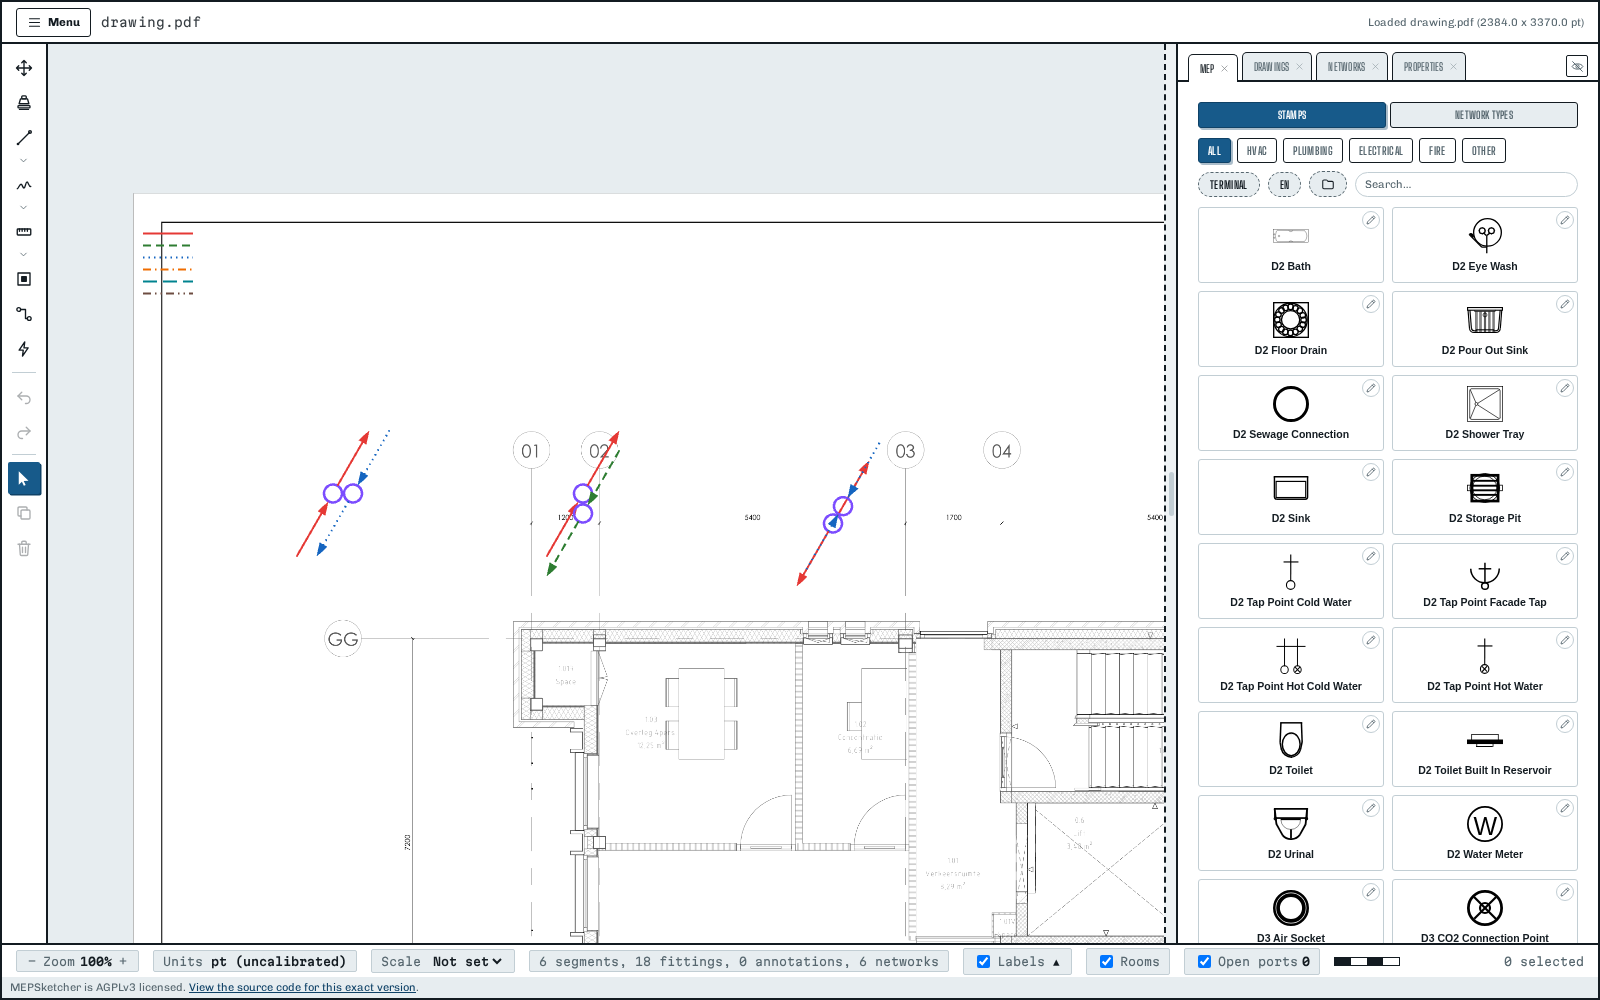 Menu drawing.pdf Loaded drawing.pdf (2384.0 x 3370.0 pt)
MEP DRAWINGS NETWORKS PROPERTIES
STAMPS NETWORK TYPES
ALL HVAC PLUMBING ELECTRICAL FIRE OTHER
TERMINAL EN Search...
D2 Bath D2 Eye Wash
D2 Floor Drain D2 Pour Out Sink
D2 Sewage Connection D2 Shower Tray
D2 Sink D2 Storage Pit
D2 Tap Point Cold Water D2 Tap Point Facade Tap
D2 Tap Point Hot Cold Water D2 Tap Point Hot Water
D2 Toilet D2 Toilet Built In Reservoir
D2 Urinal D2 Water Meter
W
D3 Air Socket D3 CO2 Connection Point
01 02 03 04
5400 1700 5400
GG
Space
103
102
7200
101
− Zoom 100% + Units pt (uncalibrated) Scale Not set 6 segments, 18 fittings, 0 annotations, 6 networks Labels ▲ Rooms Open ports 0 0 selected
MEPSketcher is AGPLv3 licensed. View the source code for this exact version.